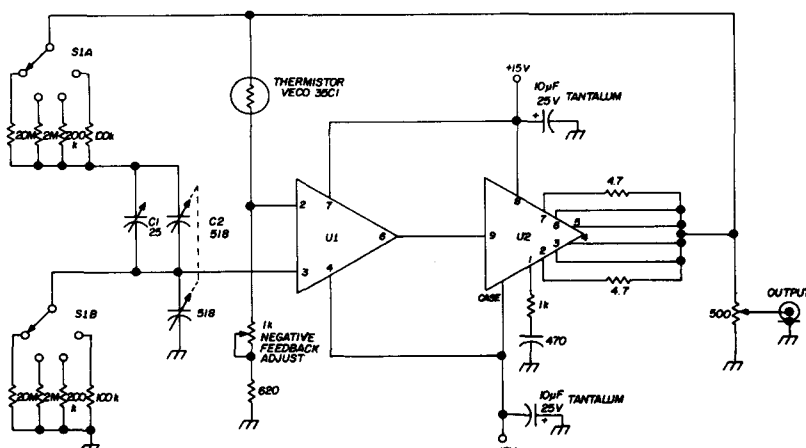 S1A
20M 2M 200k 100k
THERMISTOR
VECO 35C1
+15V
10µF
25V TANTALUM
+
C1
25
C2
518
518
2
3
7
4
6
U1
9
8
U2
CASE
7
6
5
4
3
2
1
4.7
4.7
1k
470
1k
NEGATIVE
FEEDBACK
ADJUST
620
S1B
20M 2M 200k 100k
500
OUTPUT
10µF
25V TANTALUM
+